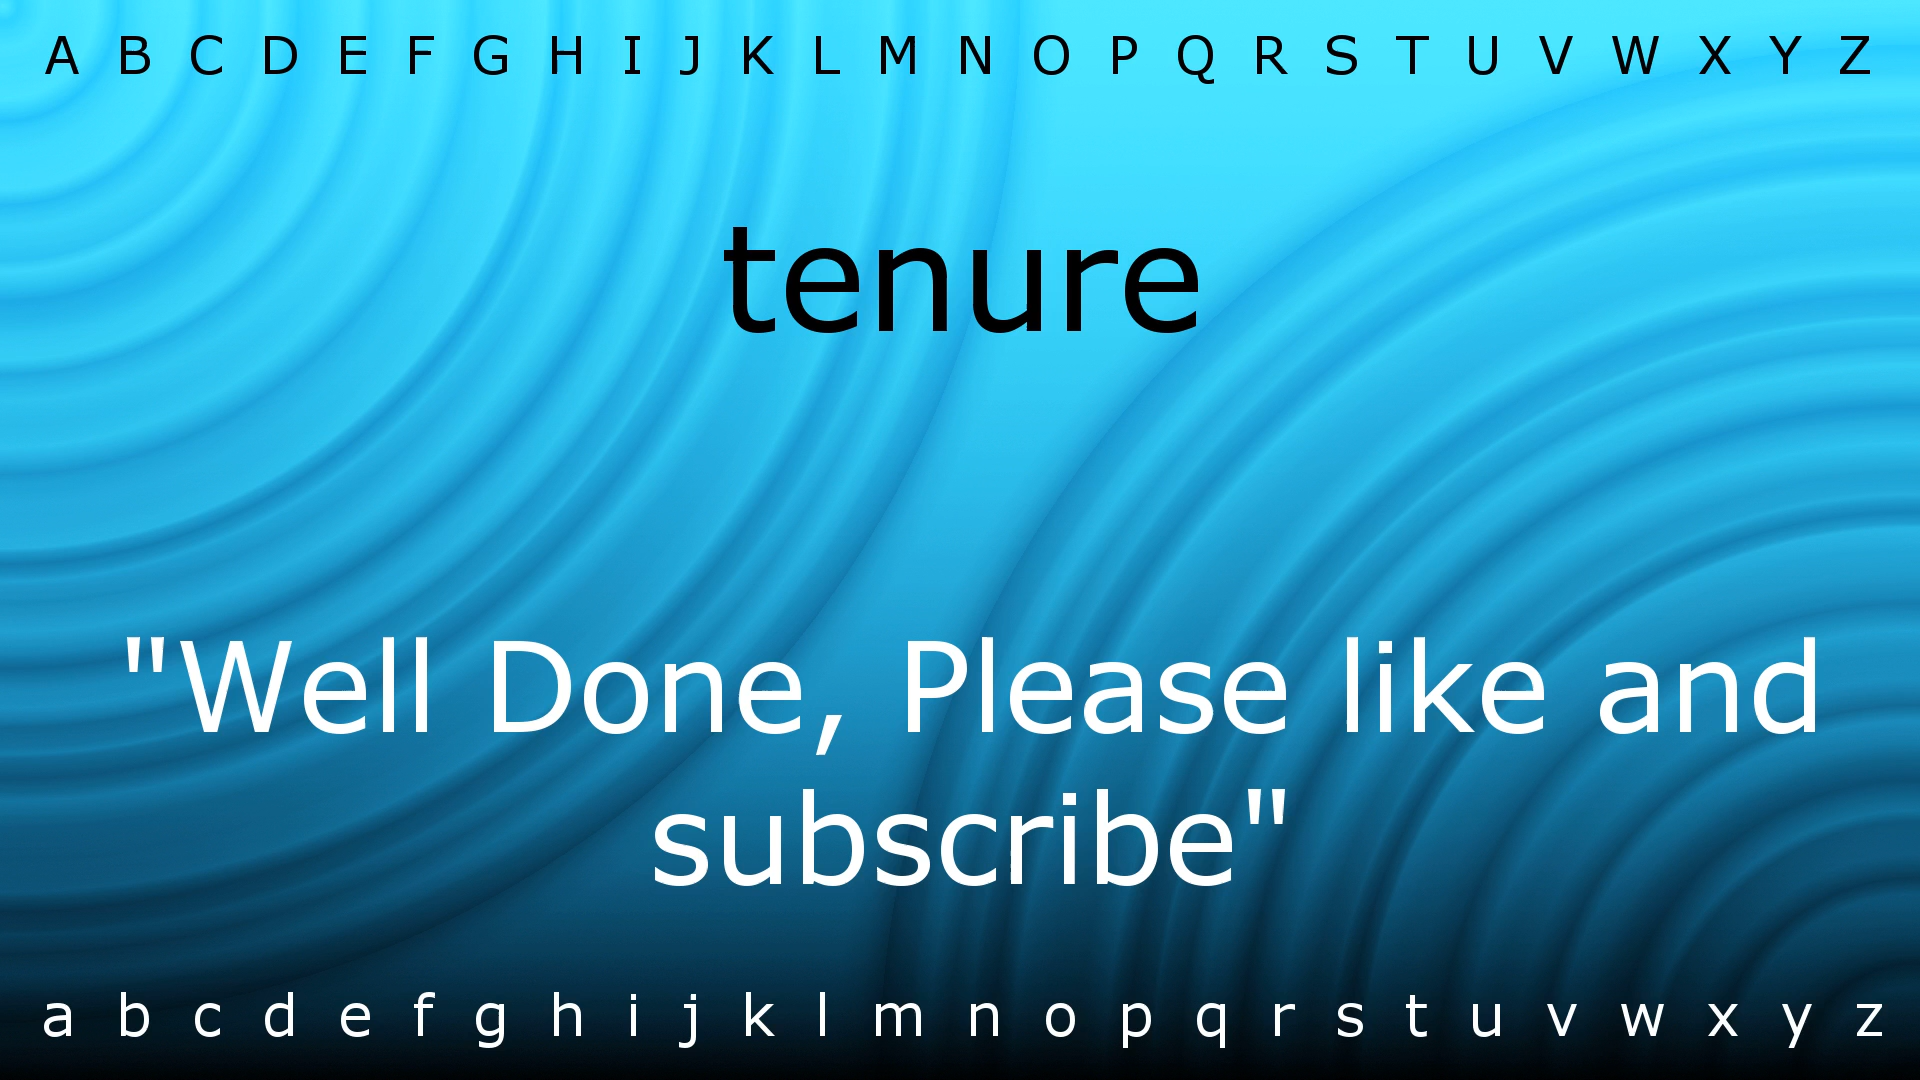 A B C D E F G H I J K L M N O P Q R S T U V W X Y Z
tenure
"Well Done, Please like and
subscribe"
a b c d e f g h i j k l m n o p q r s t u v w x y z